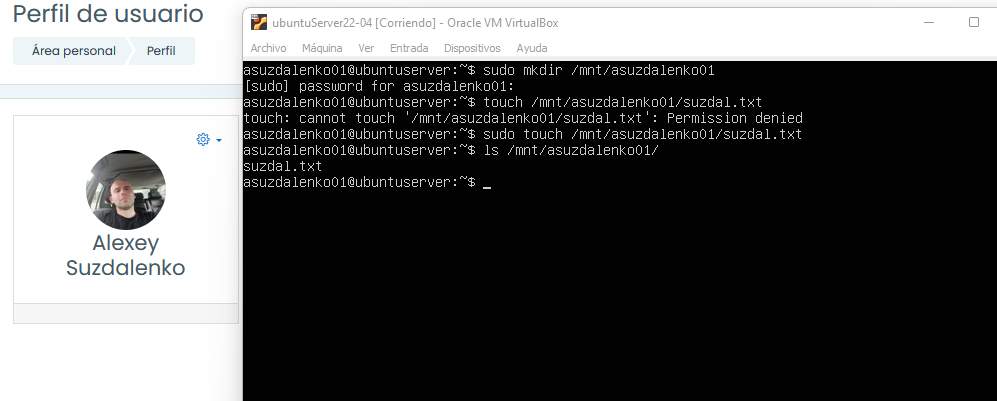 Perfil de usuario
Área personal
Perfil
Alexey
Suzdalenko
ubuntuServer22-04 [Corriendo] - Oracle VM VirtualBox
Archivo Máquina Ver Entrada Dispositivos Ayuda
asuzdalenko01@ubuntuserver:~$ sudo mkdir /mnt/asuzdalenko01
[sudo] password for asuzdalenko01:
asuzdalenko01@ubuntuserver:~$ touch /mnt/asuzdalenko01/suzdal.txt
touch: cannot touch '/mnt/asuzdalenko01/suzdal.txt': Permission denied
asuzdalenko01@ubuntuserver:~$ sudo touch /mnt/asuzdalenko01/suzdal.txt
asuzdalenko01@ubuntuserver:~$ ls /mnt/asuzdalenko01/
suzdal.txt
asuzdalenko01@ubuntuserver:~$ _